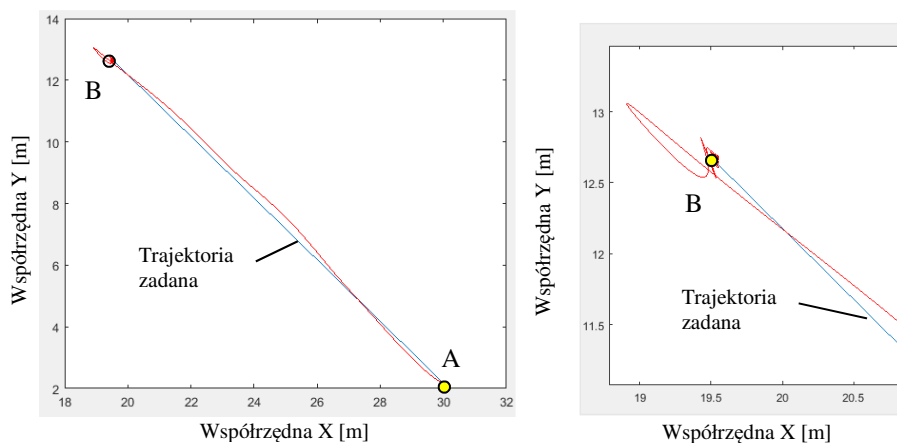 14
12
10
8
6
4
2
18
20
22
24
26
28
30
32
B
A
Trajektoria
zadana
Współrzędna Y [m]
Współrzędna X [m]
13
12.5
12
11.5
19
19.5
20
20.5
B
Trajektoria
zadana
Współrzędna Y [m]
Współrzędna X [m]